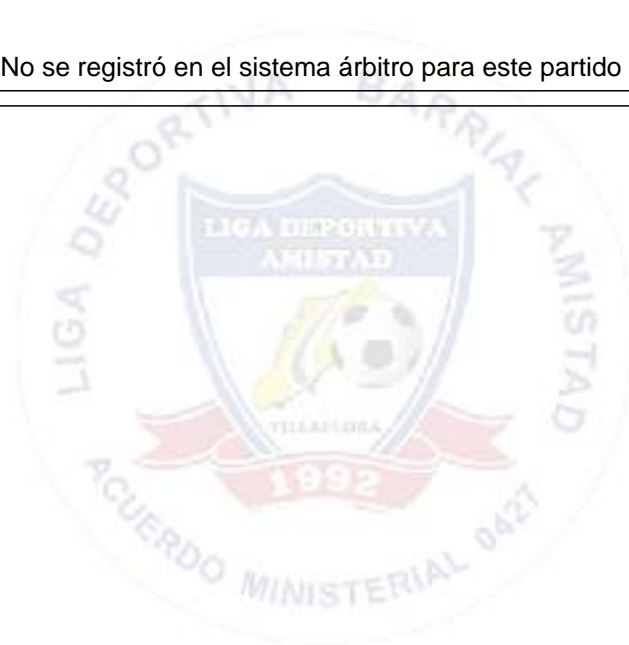 No se registró en el sistema árbitro para este partido
LIGA DEPORTIVA BARRIAL AMISTAD
LIGA DEPORTIVA
AMISTAD
VILLAFLORA
1992
ACUERDO MINISTERIAL 0427